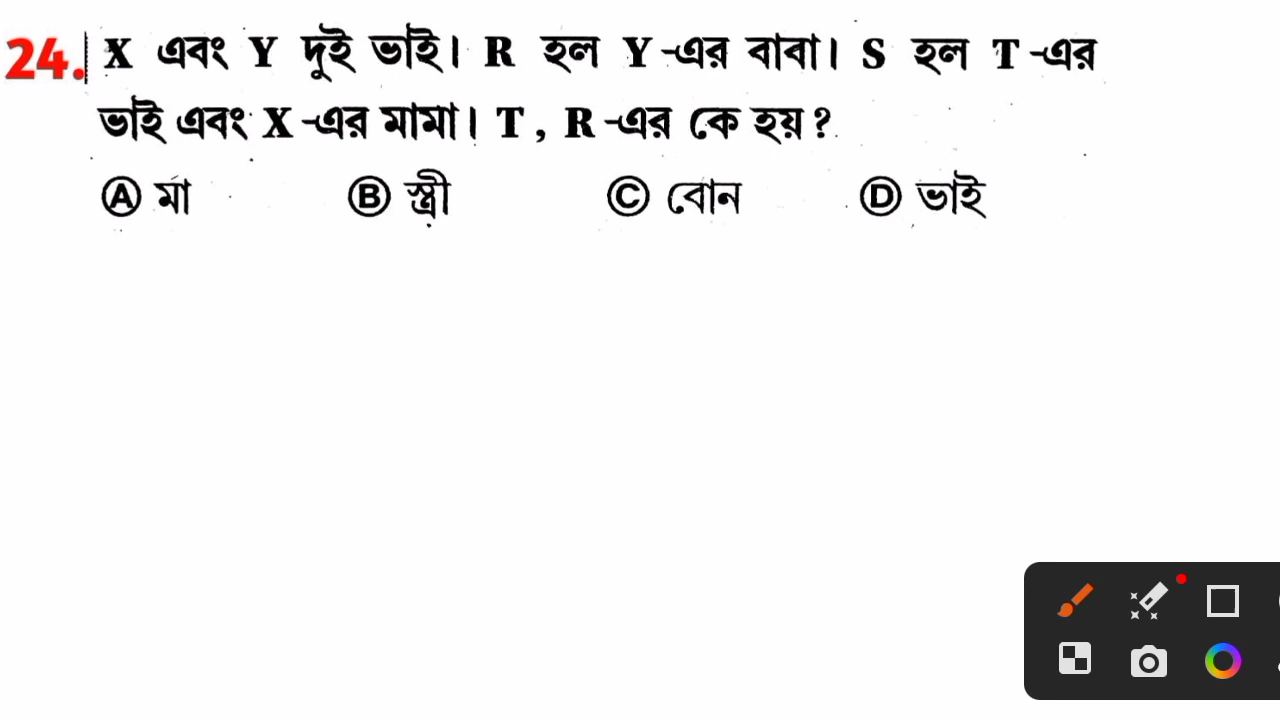 24. X এবং Y দুই ভাই। R হল Y-এর বাবা। S হল T-এর
ভাই এবং X-এর মামা। T, R-এর কে হয়?
Ⓐ মা Ⓑ স্ত্রী Ⓒ বোন Ⓓ ভাই